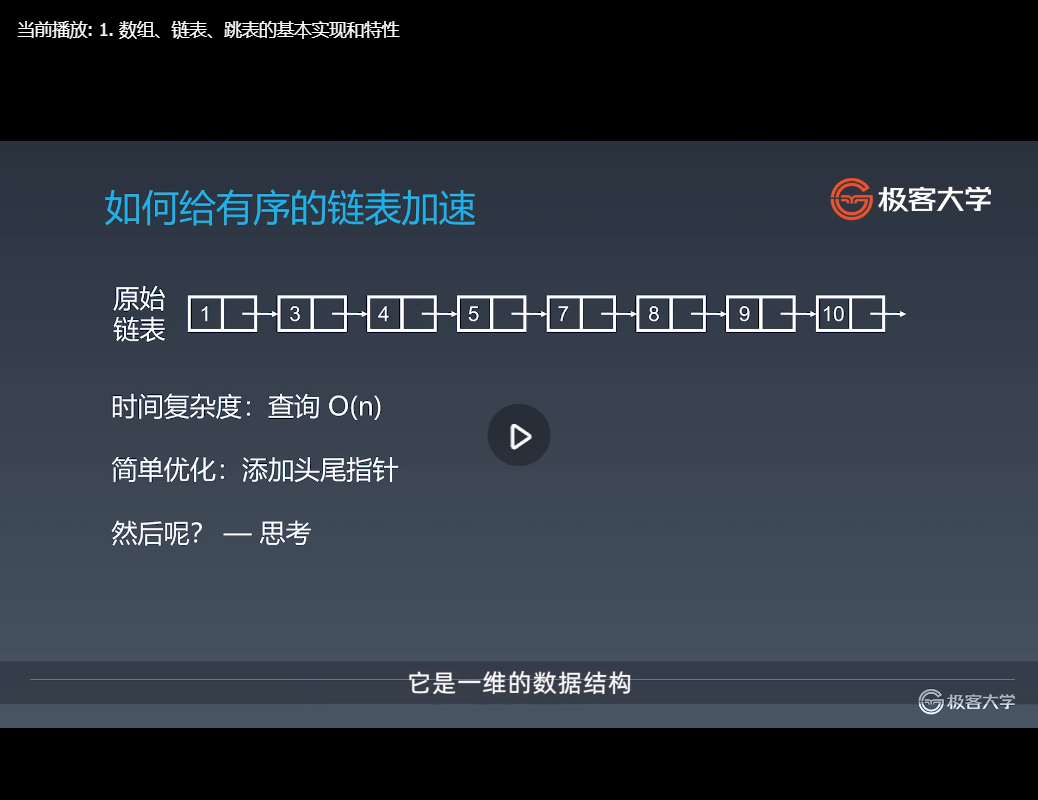 当前播放: 1. 数组、链表、跳表的基本实现和特性
如何给有序的链表加速
极客大学
原始
链表
1 3 4 5 7 8 9 10
时间复杂度：查询 O(n)
简单优化：添加头尾指针
然后呢？ — 思考
它是一维的数据结构
极客大学